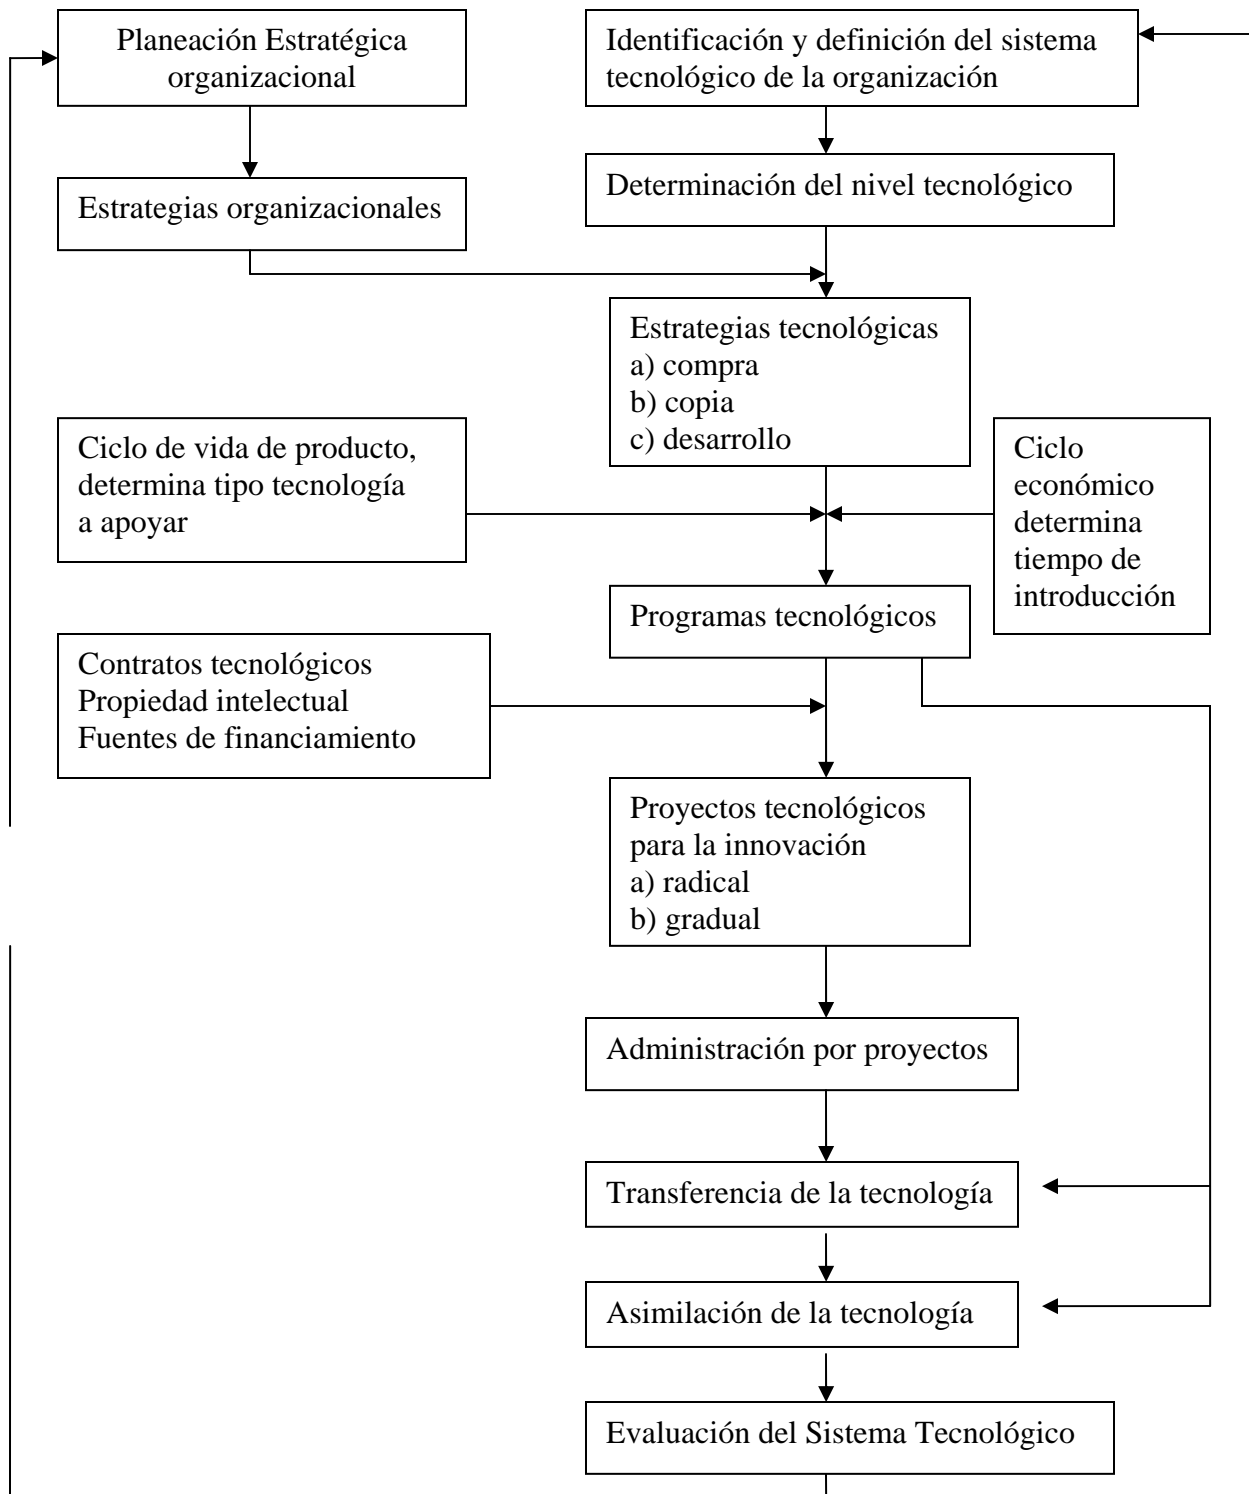 Planeación Estratégica
organizacional
Identificación y definición del sistema
tecnológico de la organización
Estrategias organizacionales
Determinación del nivel tecnológico
Estrategias tecnológicas
a) compra
b) copia
c) desarrollo
Ciclo de vida de producto,
determina tipo tecnología
a apoyar
Ciclo
económico
determina
tiempo de
introducción
Programas tecnológicos
Contratos tecnológicos
Propiedad intelectual
Fuentes de financiamiento
Proyectos tecnológicos
para la innovación
a) radical
b) gradual
Administración por proyectos
Transferencia de la tecnología
Asimilación de la tecnología
Evaluación del Sistema Tecnológico